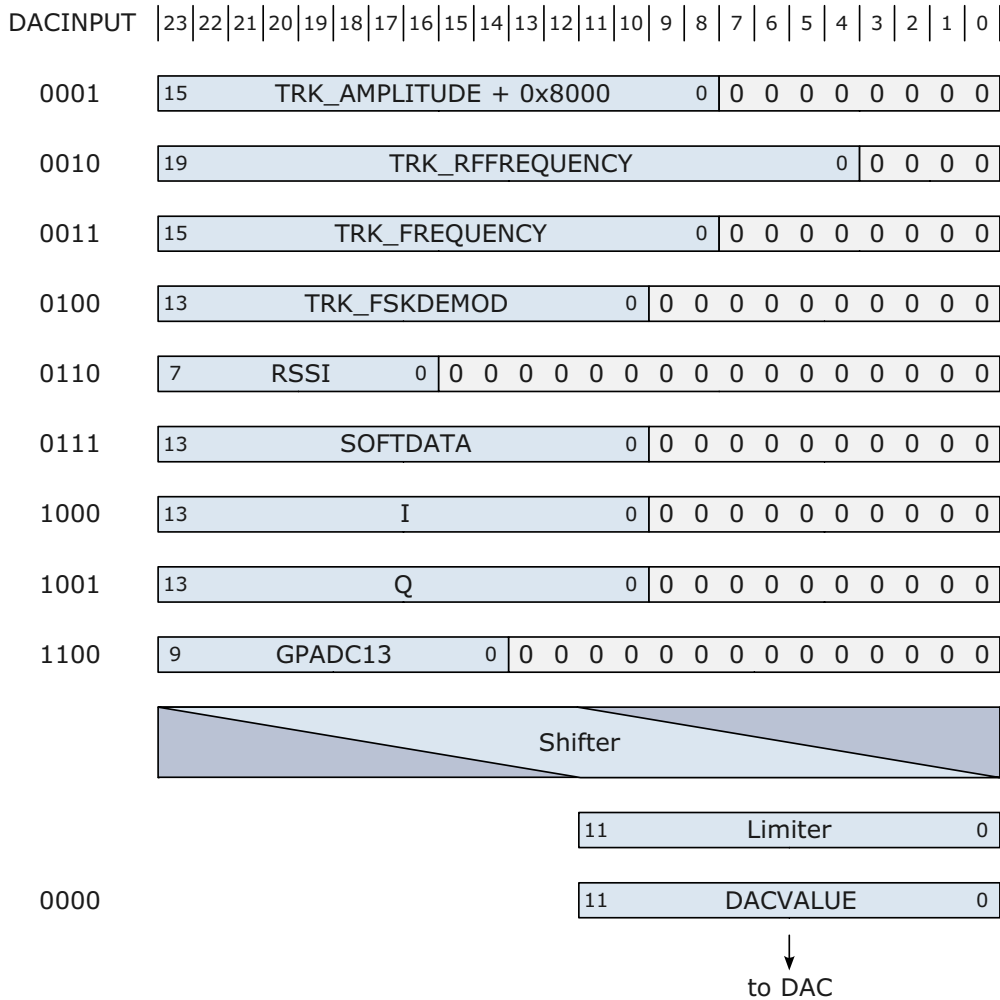 DACINPUT 23 22 21 20 19 18 17 16 15 14 13 12 11 10 9 8 7 6 5 4 3 2 1 0
0001 15 TRK_AMPLITUDE + 0x8000 0 0 0 0 0 0 0 0 0
0010 19 TRK_RFFREQUENCY 0 0 0 0 0
0011 15 TRK_FREQUENCY 0 0 0 0 0 0 0 0 0
0100 13 TRK_FSKDEMOD 0 0 0 0 0 0 0 0 0 0 0
0110 7 RSSI 0 0 0 0 0 0 0 0 0 0 0 0 0 0 0 0 0
0111 13 SOFTDATA 0 0 0 0 0 0 0 0 0 0 0
1000 13 I 0 0 0 0 0 0 0 0 0 0 0
1001 13 Q 0 0 0 0 0 0 0 0 0 0 0
1100 9 GPADC13 0 0 0 0 0 0 0 0 0 0 0 0 0 0 0
Shifter
11 Limiter 0
0000 11 DACVALUE 0
to DAC